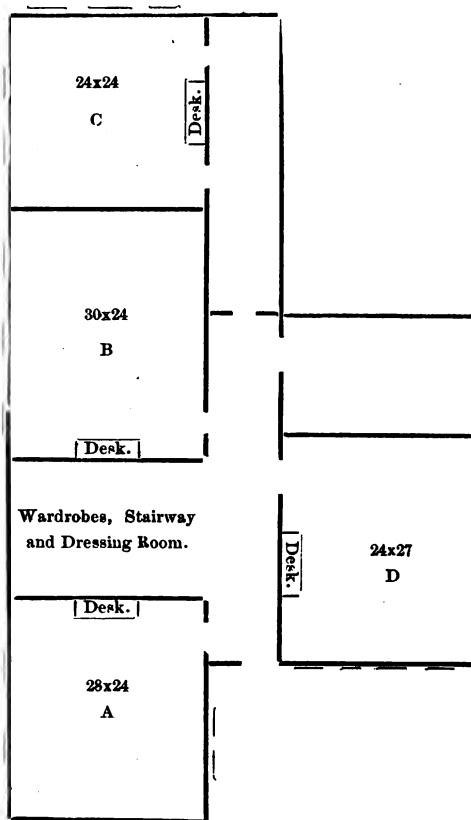 24x24
C
Desk.
30x24
B
Desk.
Wardrobes, Stairway
and Dressing Room.
Desk.
24x27
D
Desk.
28x24
A